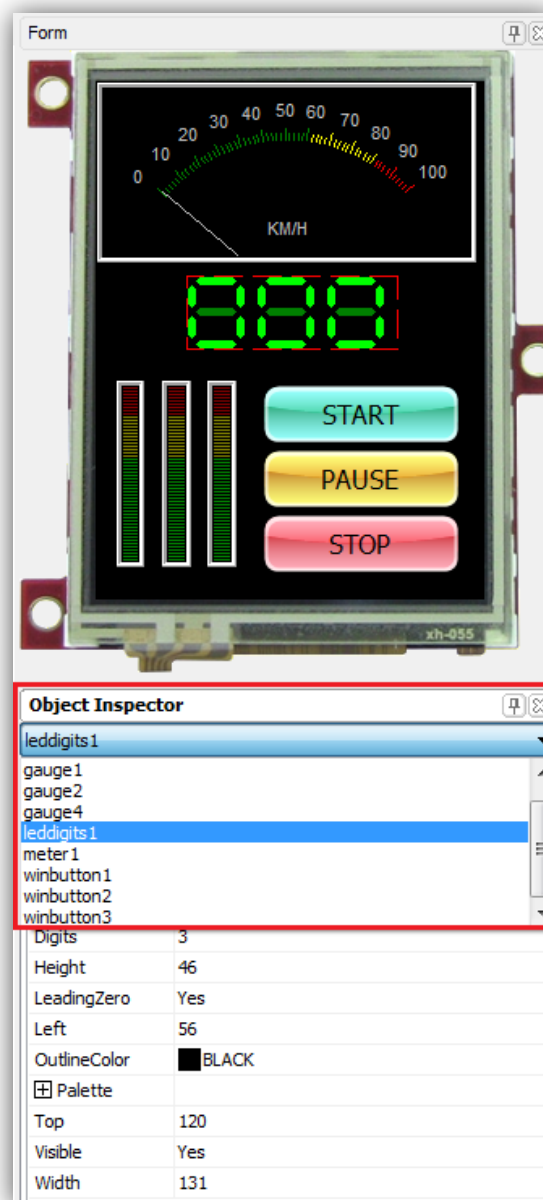 Form
0 10 20 30 40 50 60 70 80 90 100
KM/H
000
START
PAUSE
STOP
xh-055
Object Inspector
leddigits1
gauge1
gauge2
gauge4
leddigits1
meter1
winbutton1
winbutton2
winbutton3
Digits 3
Height 46
LeadingZero Yes
Left 56
OutlineColor BLACK
Palette
Top 120
Visible Yes
Width 131